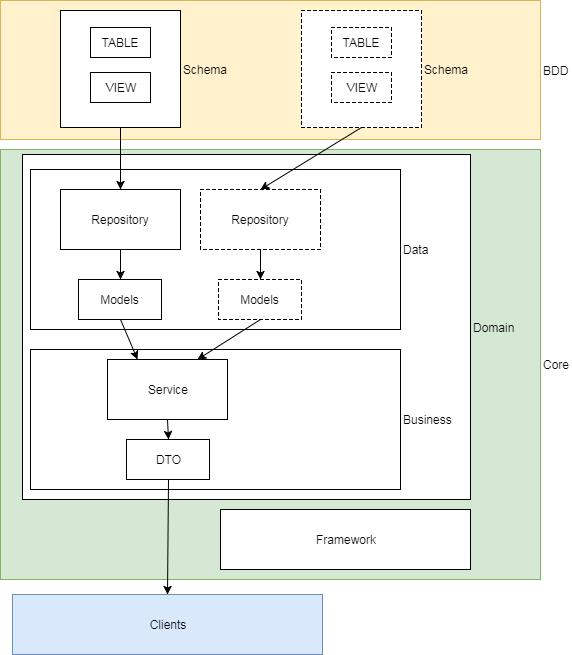 TABLE
VIEW
Schema
TABLE
VIEW
Schema
BDD
Repository
Repository
Data
Models
Models
Domain
Core
Service
Business
DTO
Framework
Clients